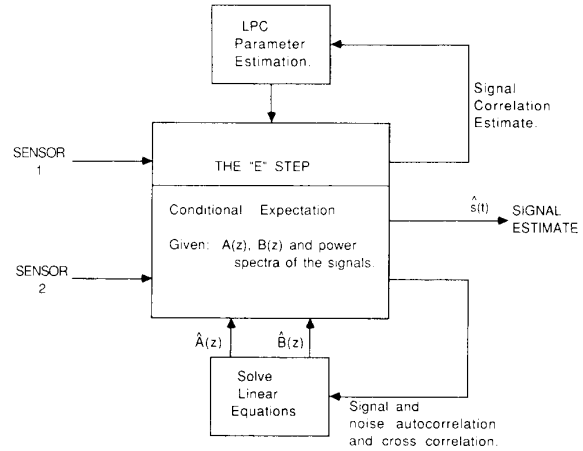 LPC
Parameter
Estimation.
Signal
Correlation
Estimate.
SENSOR
1
THE "E" STEP
Conditional Expectation
Given: A(z), B(z) and power
spectra of the signals.
ŝ(t)
SIGNAL
ESTIMATE
SENSOR
2
Â(z)
B̂(z)
Solve
Linear
Equations
Signal and
noise autocorrelation
and cross correlation.